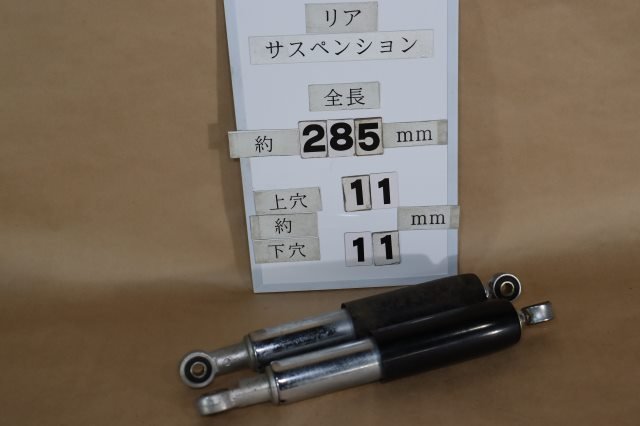 リア
サスペンション
全長
約 285 mm
上穴 11
約 mm
下穴 11